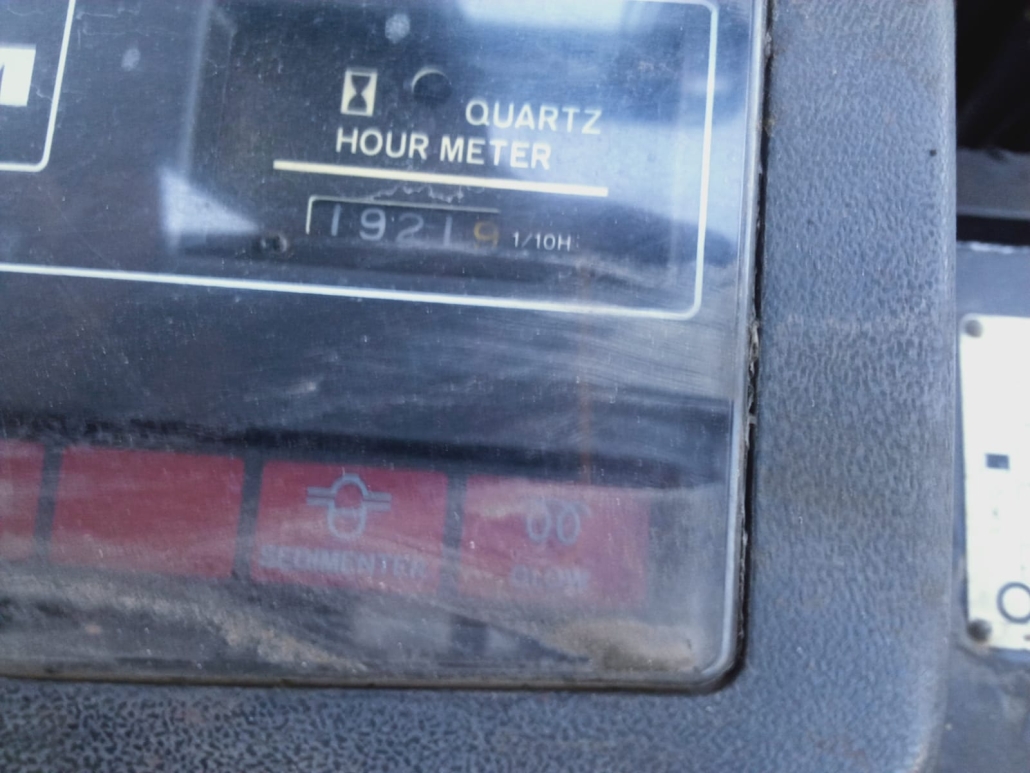 QUARTZ
HOUR METER
19219 1/10H
SEDIMENTER
GLOW